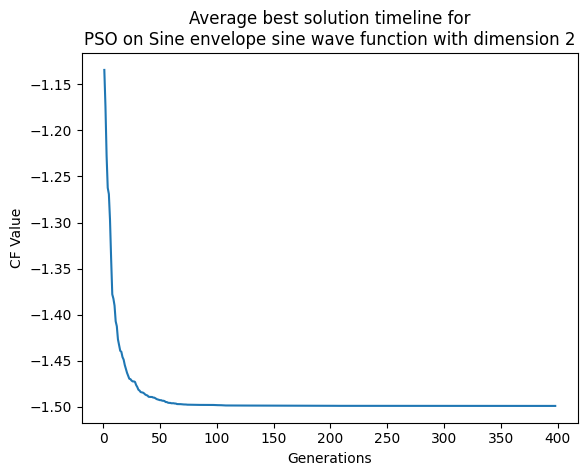 Average best solution timeline for
PSO on Sine envelope sine wave function with dimension 2
CF Value
−1.15
−1.20
−1.25
−1.30
−1.35
−1.40
−1.45
−1.50
0 50 100 150 200 250 300 350 400
Generations